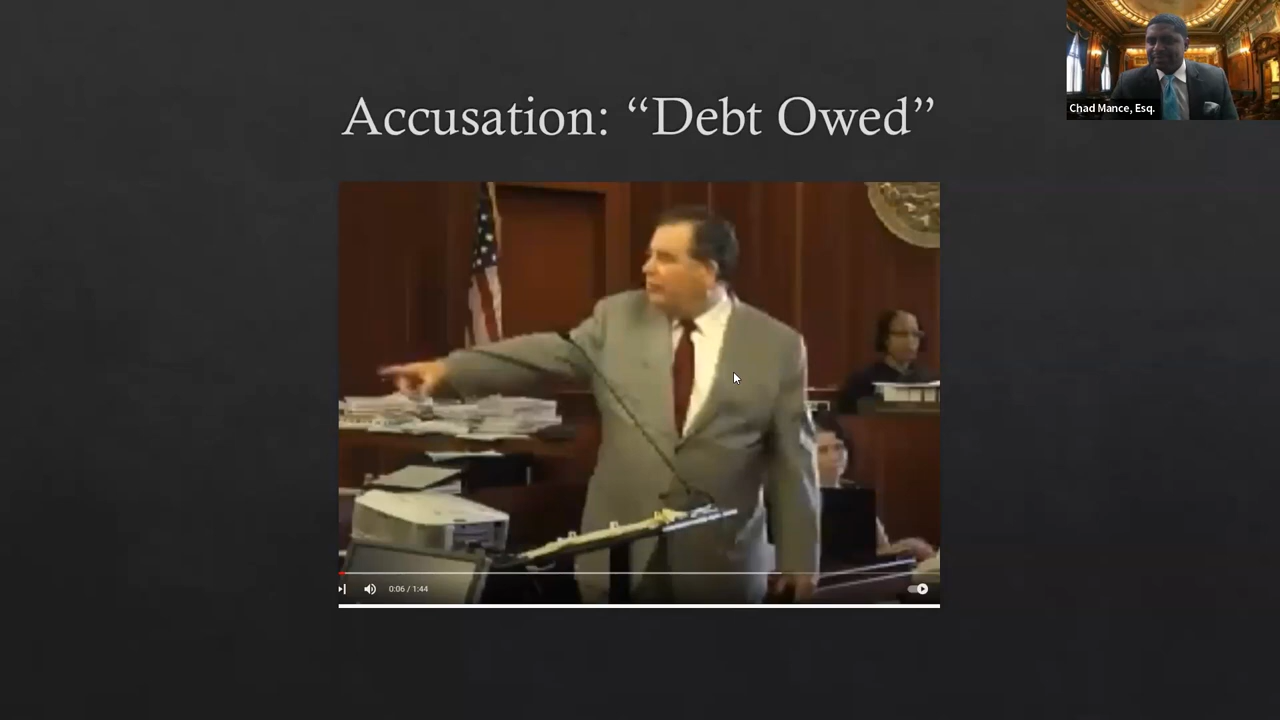 Accusation: “Debt Owed”
Chad Mance, Esq.
0:06 / 1:44